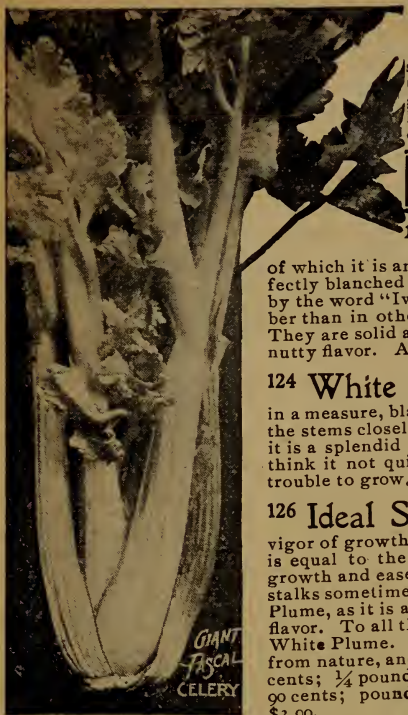 of which it is an
fectly blanched
by the word "Iv
ber than in othe
They are solid a
nutty flavor. A
124 White
in a measure, bla
the stems closel
it is a splendid
think it not qui
trouble to grow.
126 Ideal S
vigor of growth
is equal to the
growth and ease
stalks sometime
Plume, as it is a
flavor. To all th
White Plume.
from nature, an
cents; ¼ pound
90 cents; pound
$3.00
GIANT
PASCAL
CELERY